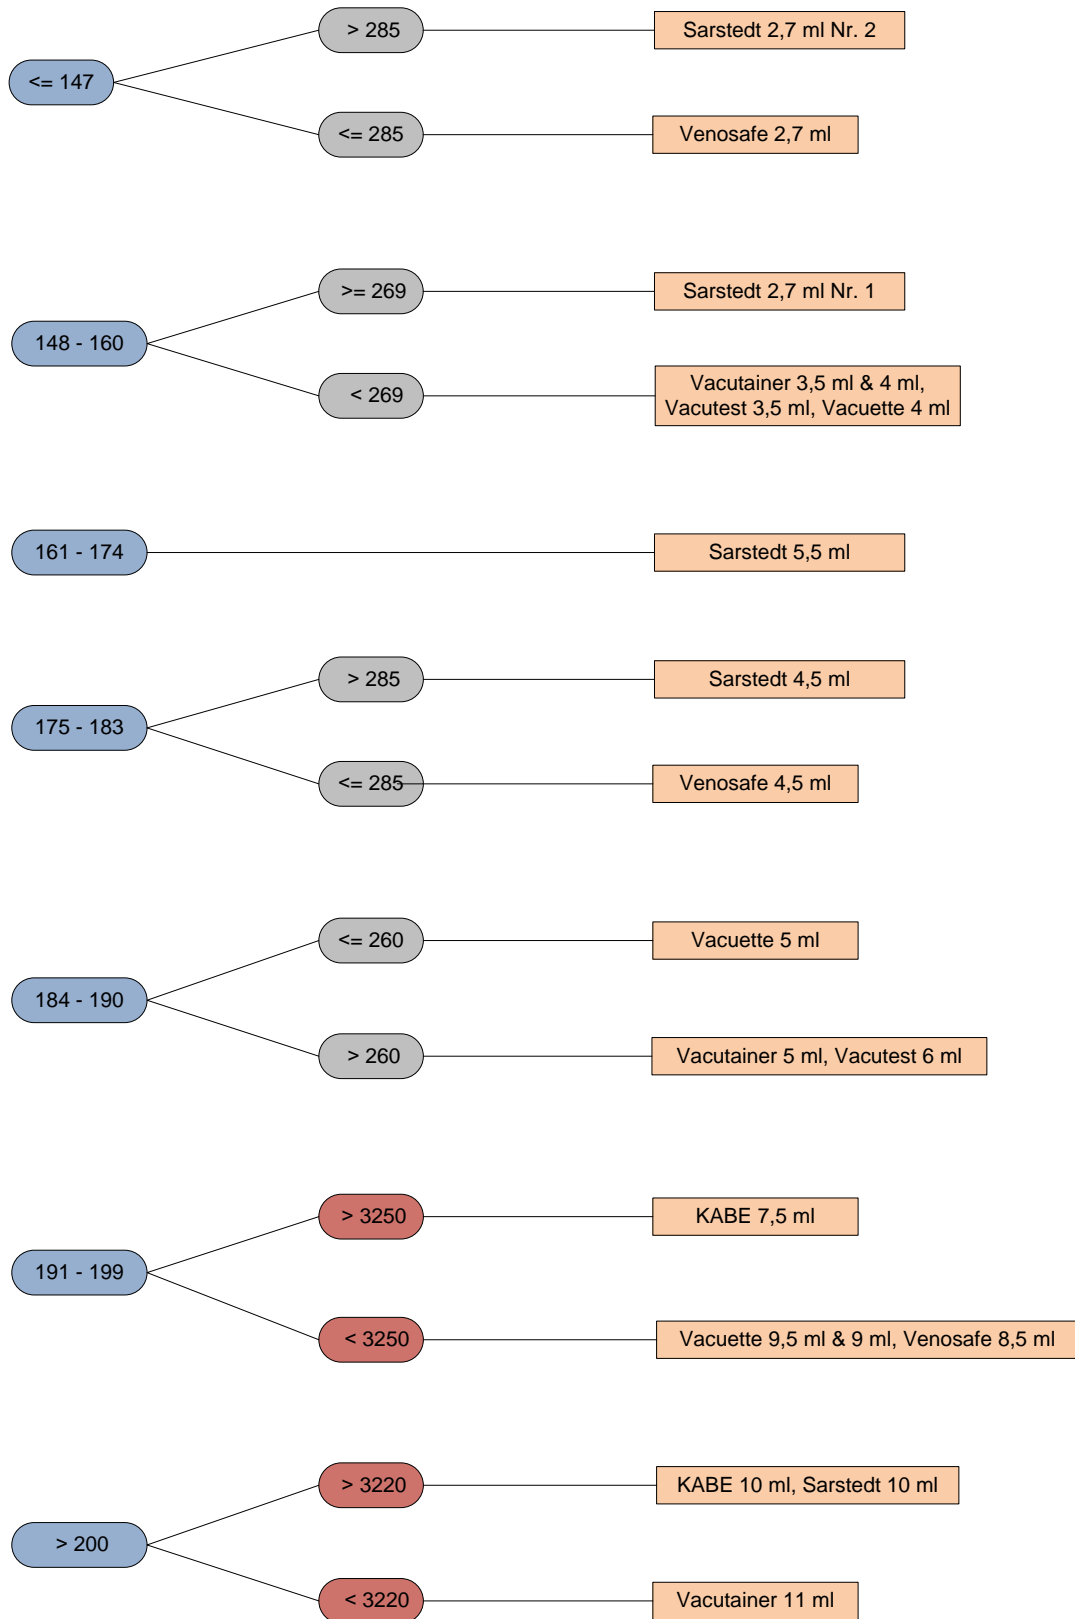 > 285
Sarstedt 2,7 ml Nr. 2
<= 147
<= 285
Venosafe 2,7 ml
>= 269
Sarstedt 2,7 ml Nr. 1
148 - 160
< 269
Vacutainer 3,5 ml & 4 ml,
Vacutest 3,5 ml, Vacuette 4 ml
161 - 174
Sarstedt 5,5 ml
> 285
Sarstedt 4,5 ml
175 - 183
<= 285
Venosafe 4,5 ml
<= 260
Vacuette 5 ml
184 - 190
> 260
Vacutainer 5 ml, Vacutest 6 ml
> 3250
KABE 7,5 ml
191 - 199
< 3250
Vacuette 9,5 ml & 9 ml, Venosafe 8,5 ml
> 3220
KABE 10 ml, Sarstedt 10 ml
> 200
< 3220
Vacutainer 11 ml